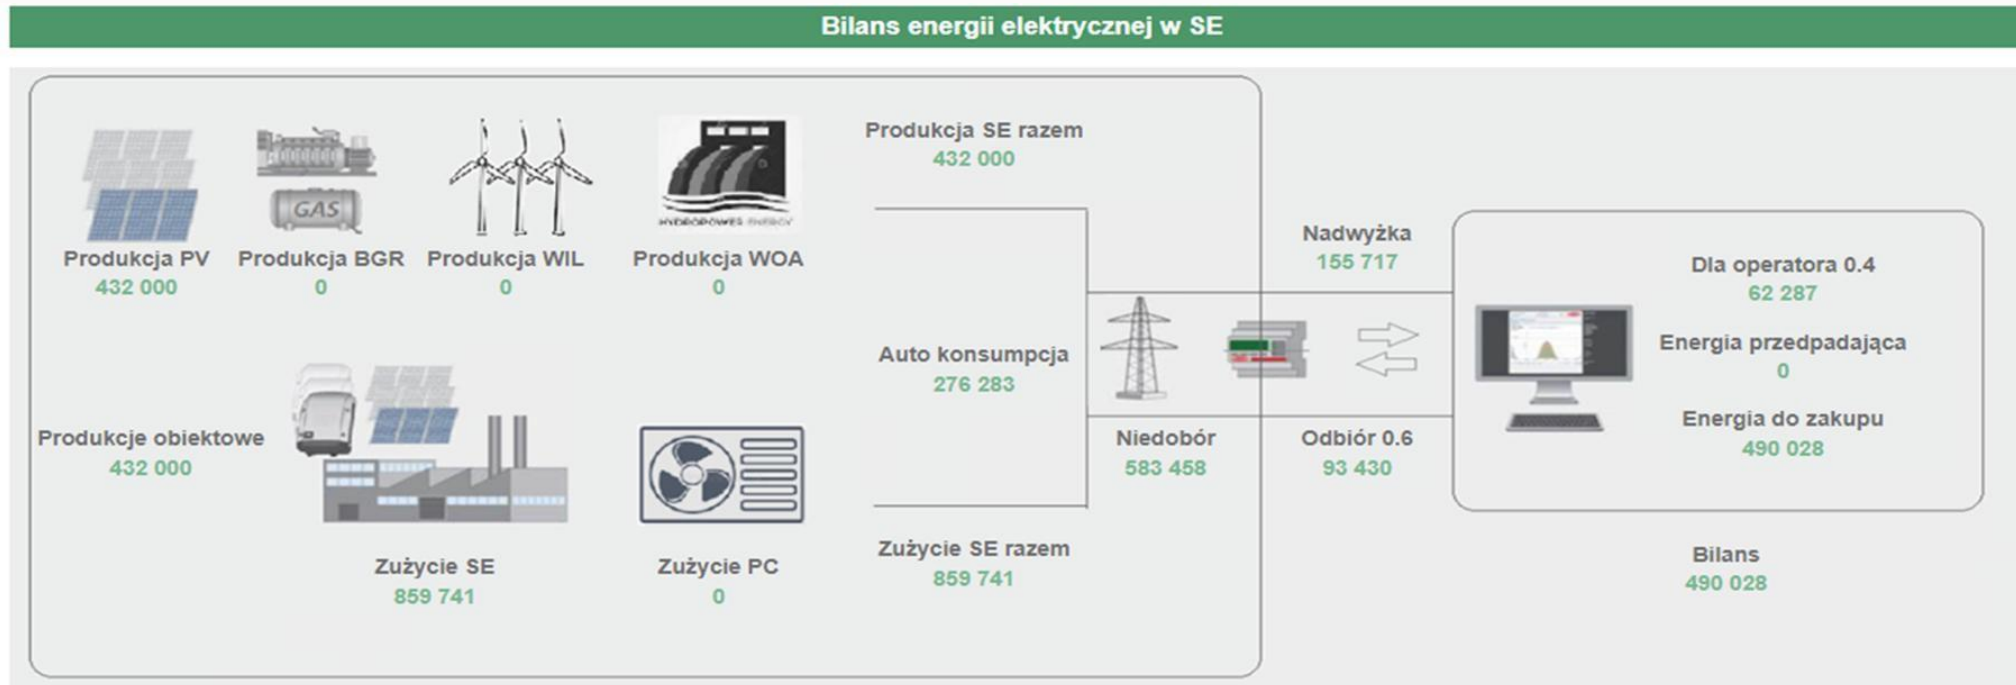 Bilans energii elektrycznej w SE
Produkcja SE razem
432 000
GAS
HYDROPOWER ENERGY
Produkcja PV
432 000
Produkcja BGR
0
Produkcja WIL
0
Produkcja WOA
0
Nadwyżka
155 717
Dla operatora 0.4
62 287
Energia przedpadająca
0
Energia do zakupu
490 028
Auto konsumpcja
276 283
Produkcje obiektowe
432 000
Niedobór
583 458
Odbiór 0.6
93 430
Zużycie SE
859 741
Zużycie PC
0
Zużycie SE razem
859 741
Bilans
490 028